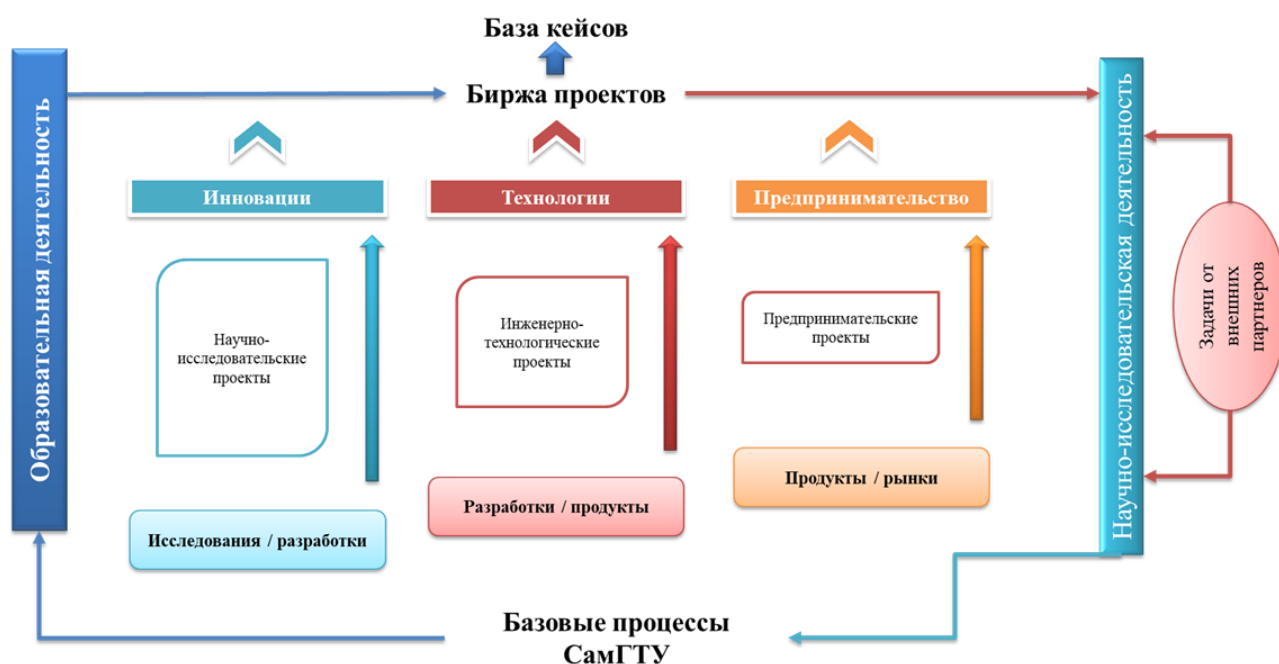 База кейсов
Биржа проектов
Образовательная деятельность
Инновации
Технологии
Предпринимательство
Научно-
исследовательские
проекты
Инженерно-
технологические
проекты
Предпринимательские
проекты
Исследования / разработки
Разработки / продукты
Продукты / рынки
Научно-исследовательская деятельность
Задачи от
внешних
партнеров
Базовые процессы
СамГТУ